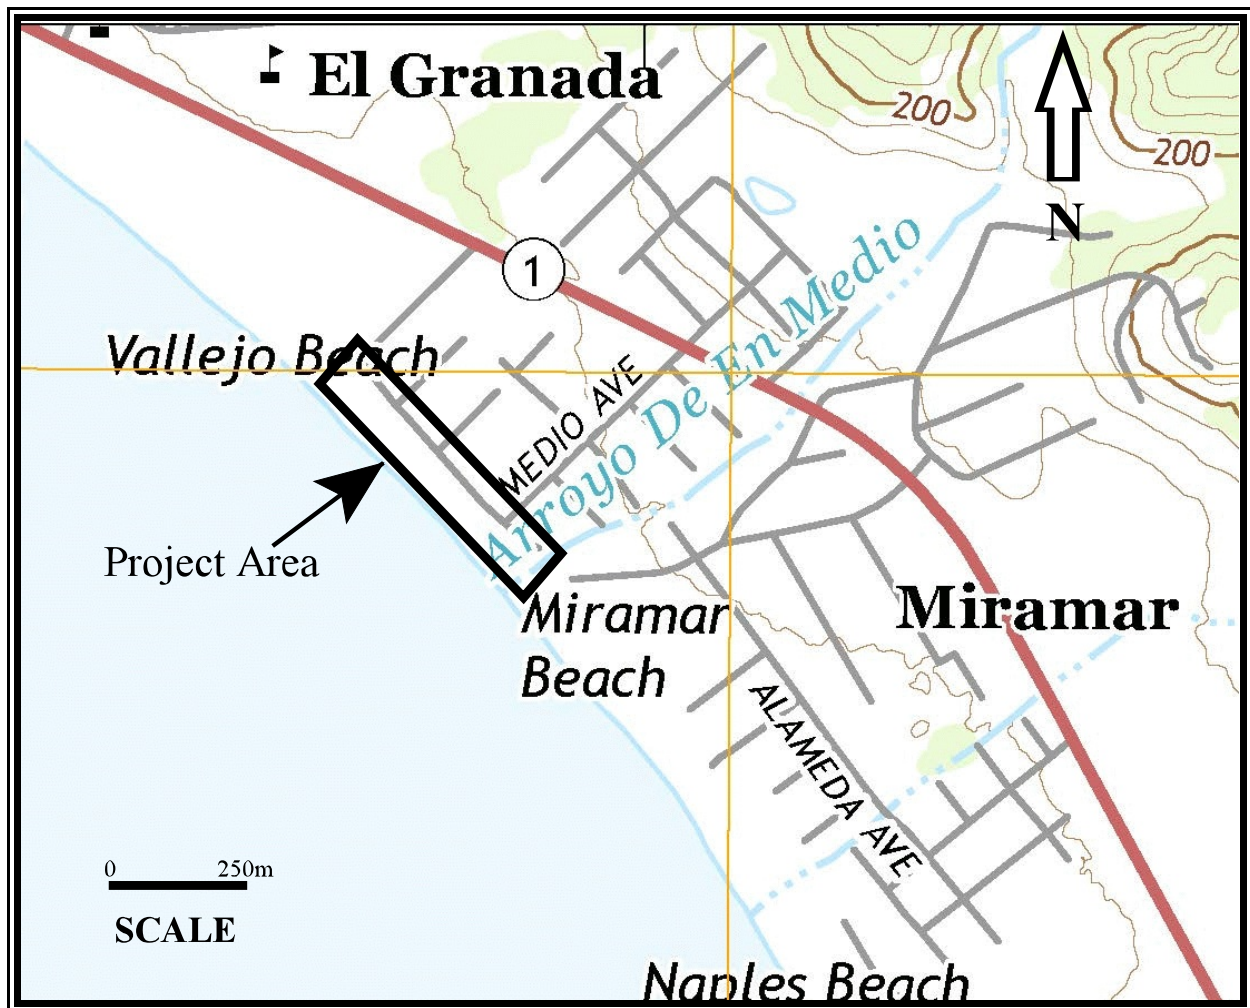 El Granada
200
200
N
1
Vallejo Beach
MEDIO AVE
Arroyo De En Medio
Project Area
Miramar
Beach
Miramar
ALAMEDA AVE
0 250m
SCALE
Naples Beach